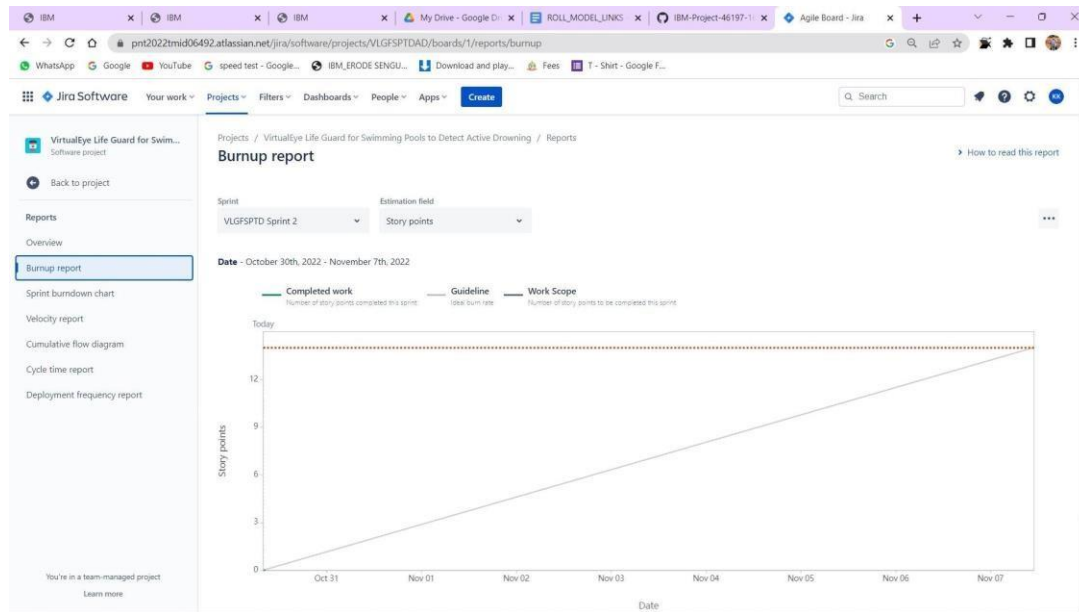 IBM
IBM
IBM
My Drive - Google Dri
ROLL_MODEL_LINKS
IBM-Project-46197-1
Agile Board - Jira
pnt2022tmid06492.atlassian.net/jira/software/projects/VLGFSPTDAD/boards/1/reports/burnup
WhatsApp
Google
YouTube
speed test - Google...
IBM_ERODE SENGU...
Download and play...
Fees
T - Shirt - Google F...
Jira Software
Your work
Projects
Filters
Dashboards
People
Apps
Create
Search
KK
VirtualEye Life Guard for Swim...
Software project
Back to project
Reports
Overview
Burnup report
Sprint burndown chart
Velocity report
Cumulative flow diagram
Cycle time report
Deployment frequency report
You're in a team-managed project
Learn more
Projects / VirtualEye Life Guard for Swimming Pools to Detect Active Drowning / Reports
Burnup report
How to read this report
Sprint
VLGFSPTD Sprint 2
Estimation field
Story points
Date - October 30th, 2022 - November 7th, 2022
Completed work
Number of story points completed this sprint
Guideline
Ideal burn rate
Work Scope
Number of story points to be completed this sprint
Today
12
9
6
3
0
Story points
Oct 31
Nov 01
Nov 02
Nov 03
Nov 04
Nov 05
Nov 06
Nov 07
Date